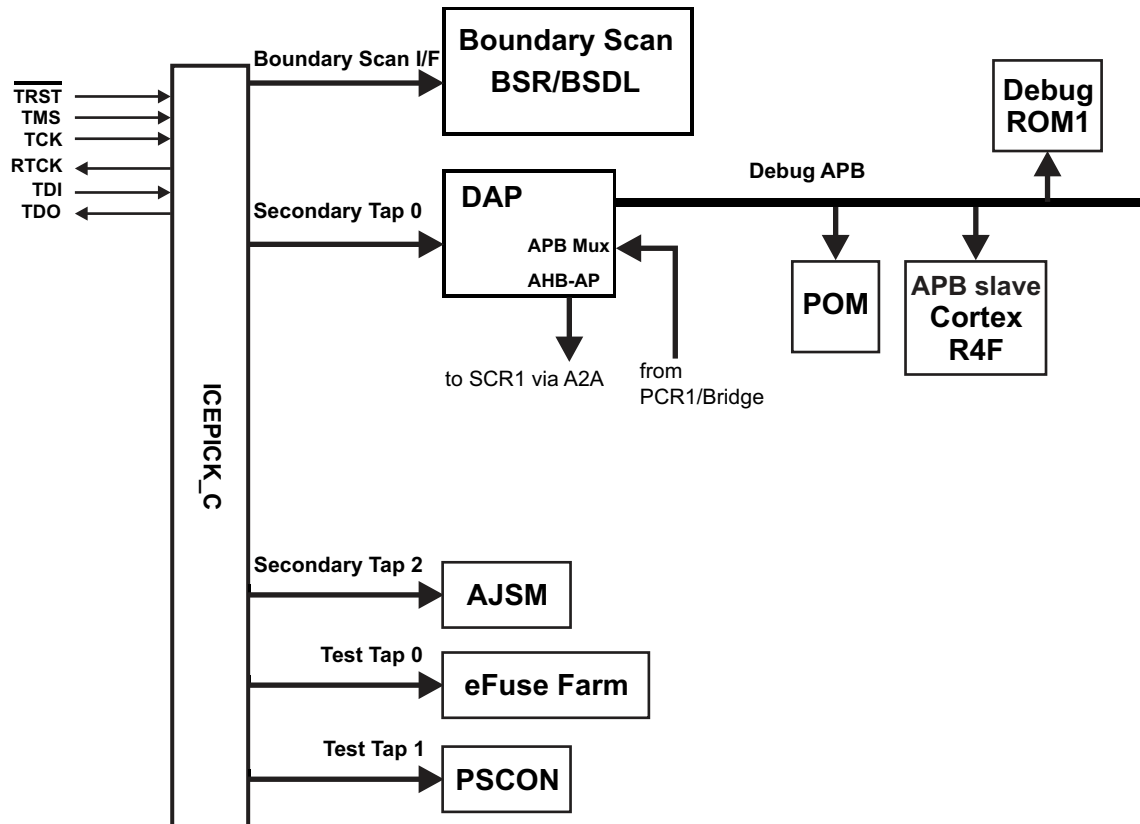 Boundary Scan I/F
Boundary Scan
BSR/BSDL
TRST
TMS
TCK
RTCK
TDI
TDO
Debug
ROM1
Debug APB
Secondary Tap 0
DAP
APB Mux
AHB-AP
POM
APB slave
Cortex
R4F
to SCR1 via A2A
from
PCR1/Bridge
ICEPICK_C
Secondary Tap 2
AJSM
Test Tap 0
eFuse Farm
Test Tap 1
PSCON